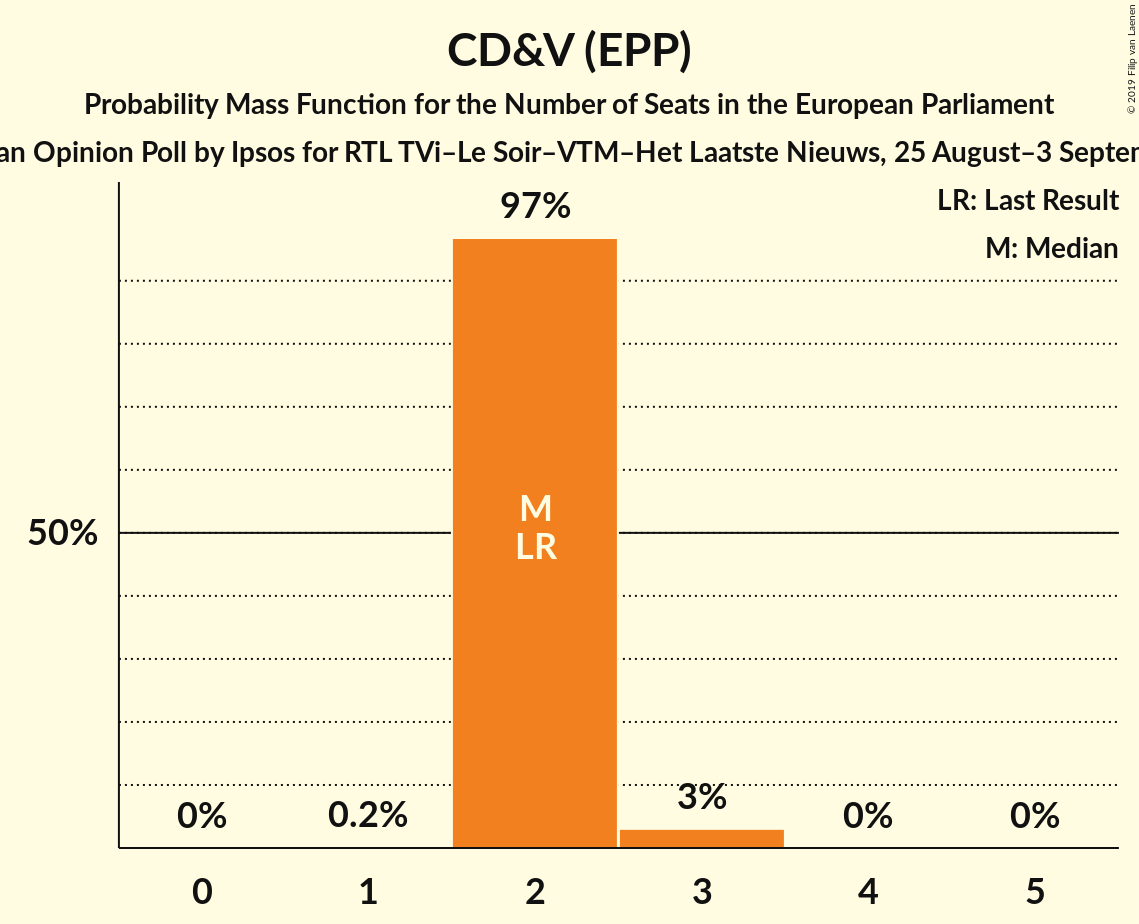 CD&V (EPP)
Probability Mass Function for the Number of Seats in the European Parliament
an Opinion Poll by Ipsos for RTL TVi–Le Soir–VTM–Het Laatste Nieuws, 25 August–3
© 2019 Filip van Laenen
LR: Last Result
M: Median
97%
50%
M
LR
0%
0.2%
3%
0%
0%
0
1
2
3
4
5